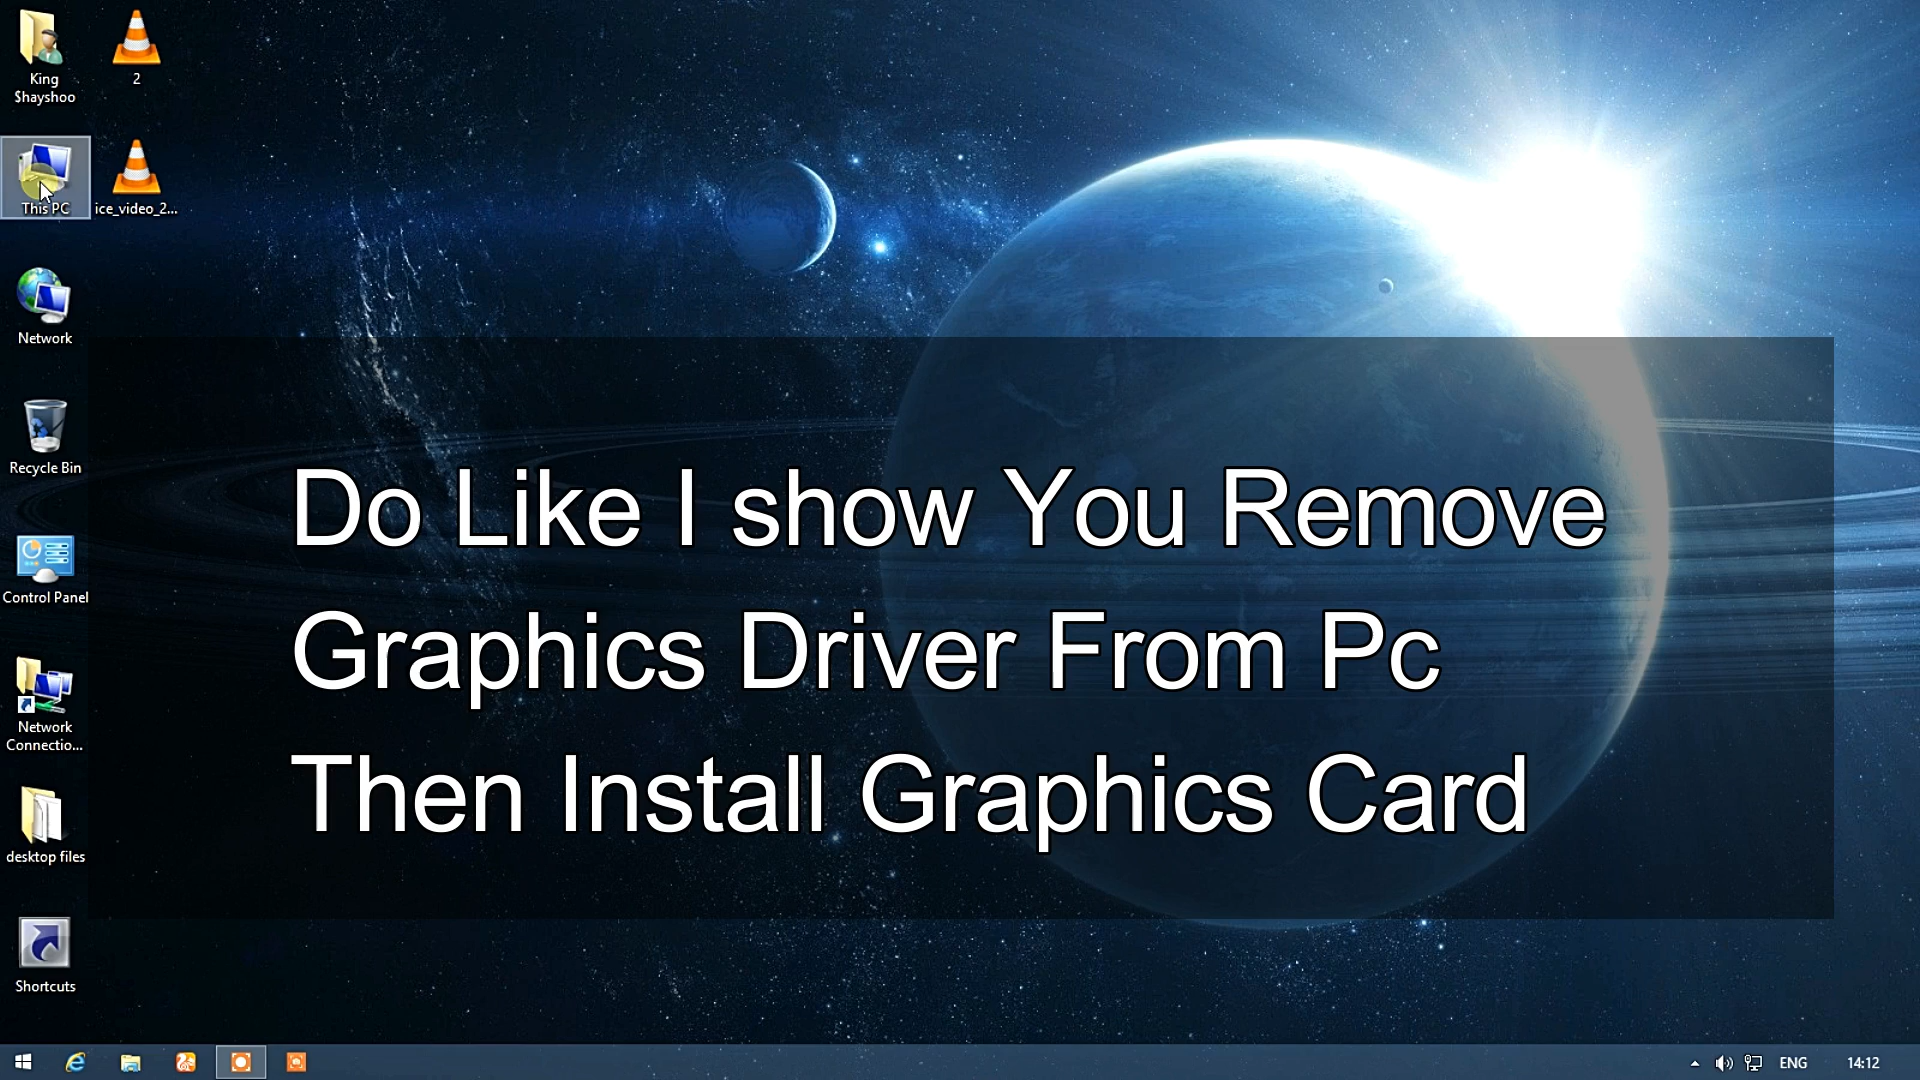 King
$hayshoo
2
This PC
ice_video_2...
Network
Recycle Bin
Do Like I show You Remove
Graphics Driver From Pc
Then Install Graphics Card
Control Panel
Network
Connectio...
desktop files
Shortcuts
ENG
14:12